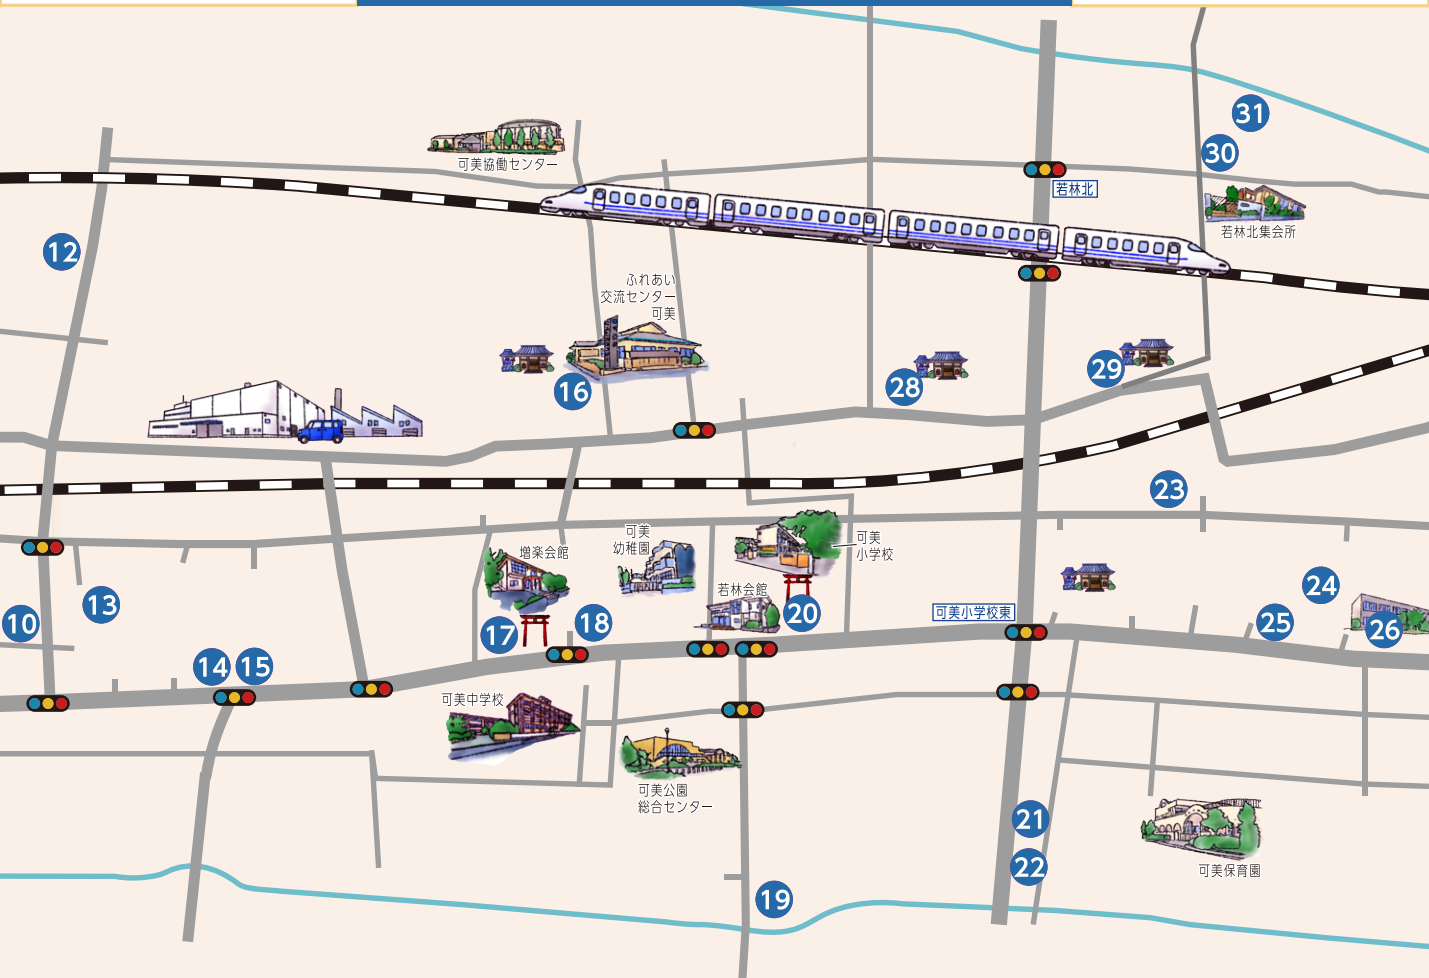 31
可美協働センター
30
若林北
若林北集会所
12
ふれあい
交流センター
可美
16
28
29
23
可美
幼稚園
可美
小学校
増楽会館
若林会館
24
13
10
17
18
20
可美小学校東
25
26
14
15
可美中学校
可美公園
総合センター
21
22
可美保育園
19